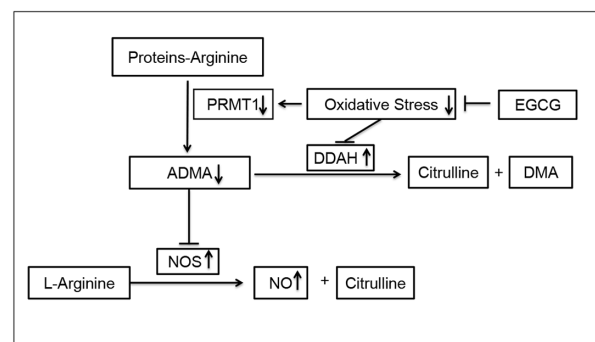 Proteins-Arginine
PRMT1↓
Oxidative Stress↓
EGCG
DDAH↑
ADMA↓
Citrulline + DMA
NOS↑
L-Arginine
NO↑ + Citrulline